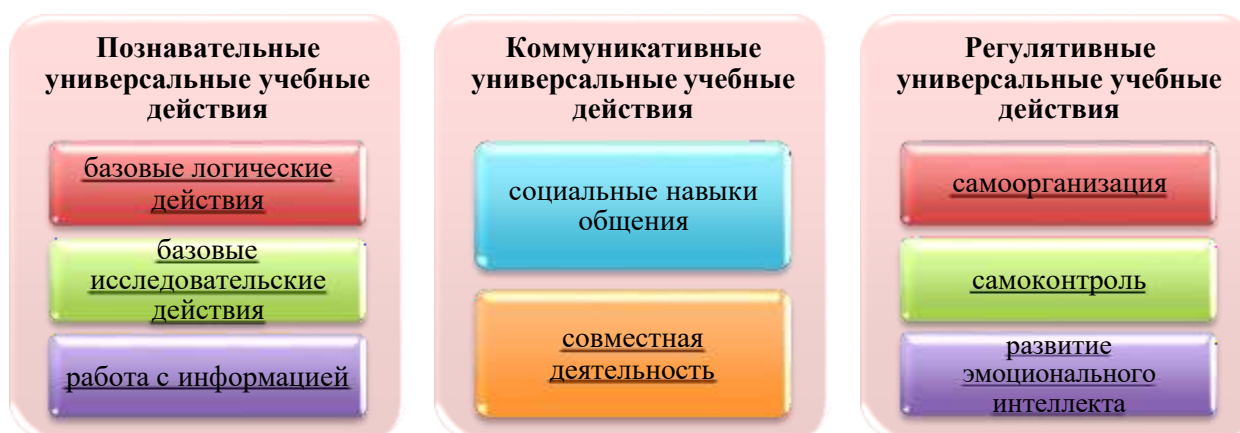 Познавательные
универсальные учебные
действия
базовые логические
действия
базовые
исследовательские
действия
работа с информацией
Коммуникативные
универсальные учебные
действия
социальные навыки
общения
совместная
деятельность
Регулятивные
универсальные учебные
действия
самоорганизация
самоконтроль
развитие
эмоционального
интеллекта